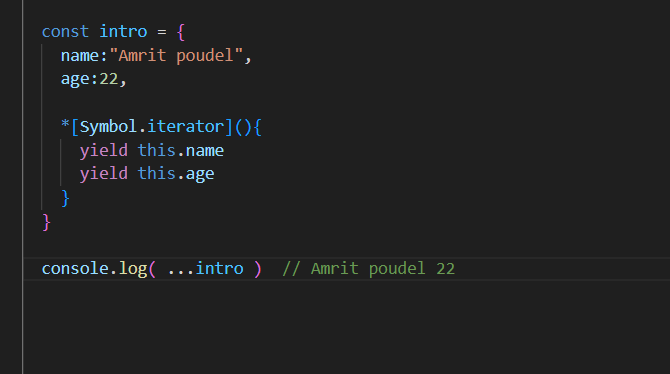 const intro = {
  name:"Amrit poudel",
  age:22,
  *[Symbol.iterator](){
    yield this.name
    yield this.age
  }
}
console.log( ...intro )  // Amrit poudel 22